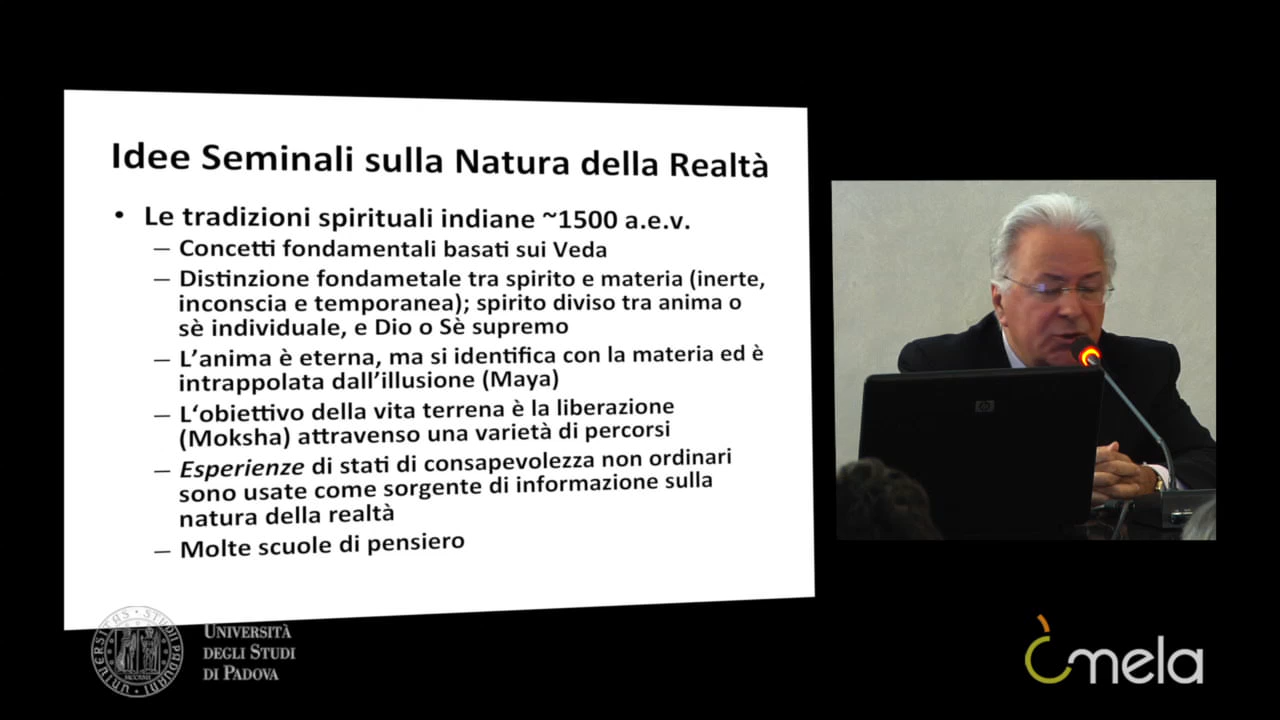 Idee Seminali sulla Natura della Realtà
• Le tradizioni spirituali indiane ~1500 a.e.v.
– Concetti fondamentali basati sui Veda
– Distinzione fondametale tra spirito e materia (inerte,
inconscia e temporanea); spirito diviso tra anima o
sè individuale, e Dio o Sè supremo
– L’anima è eterna, ma si identifica con la materia ed è
intrappolata dall’illusione (Maya)
– L‘obiettivo della vita terrena è la liberazione
(Moksha) attravenso una varietà di percorsi
– Esperienze di stati di consapevolezza non ordinari
sono usate come sorgente di informazione sulla
natura della realtà
– Molte scuole di pensiero
hp
UNIVERSITÀ
DEGLI STUDI
DI PADOVA
mela